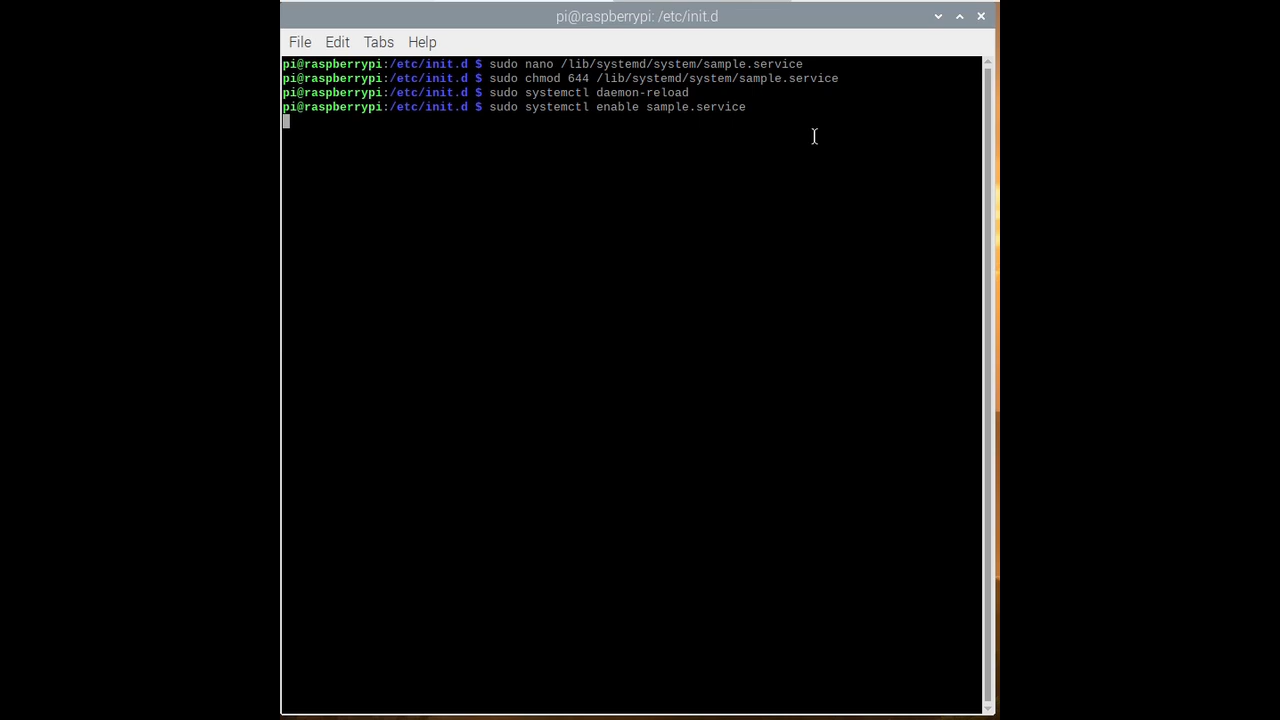 pi@raspberrypi: /etc/init.d
File Edit Tabs Help
pi@raspberrypi:/etc/init.d $ sudo nano /lib/systemd/system/sample.service
pi@raspberrypi:/etc/init.d $ sudo chmod 644 /lib/systemd/system/sample.service
pi@raspberrypi:/etc/init.d $ sudo systemctl daemon-reload
pi@raspberrypi:/etc/init.d $ sudo systemctl enable sample.service